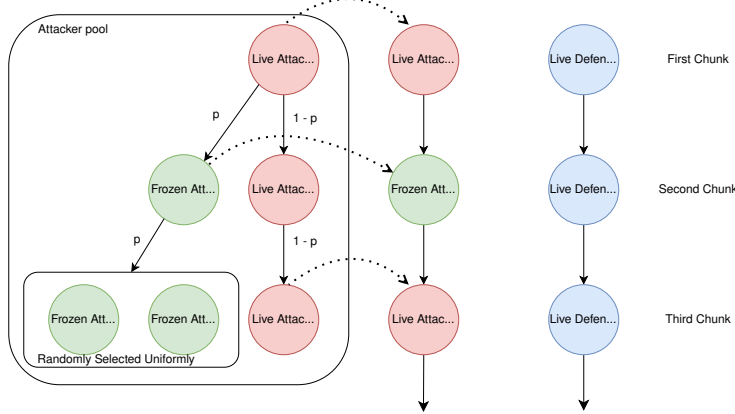 Attacker pool
Live Attac...
Live Attac...
Live Defen...
First Chunk
p
1 - p
Frozen Att...
Live Attac...
Frozen Att...
Live Defen...
Second Chunk
p
1 - p
Frozen Att...
Frozen Att...
Live Attac...
Live Attac...
Live Defen...
Third Chunk
Randomly Selected Uniformly